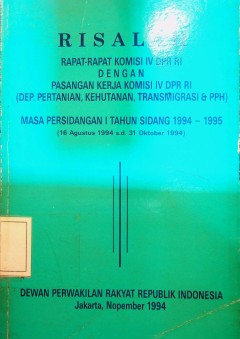 RISALAH
RAPAT-RAPAT KOMISI IV DPR RI
DENGAN
PASANGAN KERJA KOMISI IV DPR RI
(DEP. PERTANIAN, KEHUTANAN, TRANSMIGRASI & PPH)
MASA PERSIDANGAN I TAHUN SIDANG 1994 – 1995
(16 Agustus 1994 s.d. 31 Oktober 1994)
DEWAN PERWAKILAN RAKYAT REPUBLIK INDONESIA
Jakarta, Nopember 1994